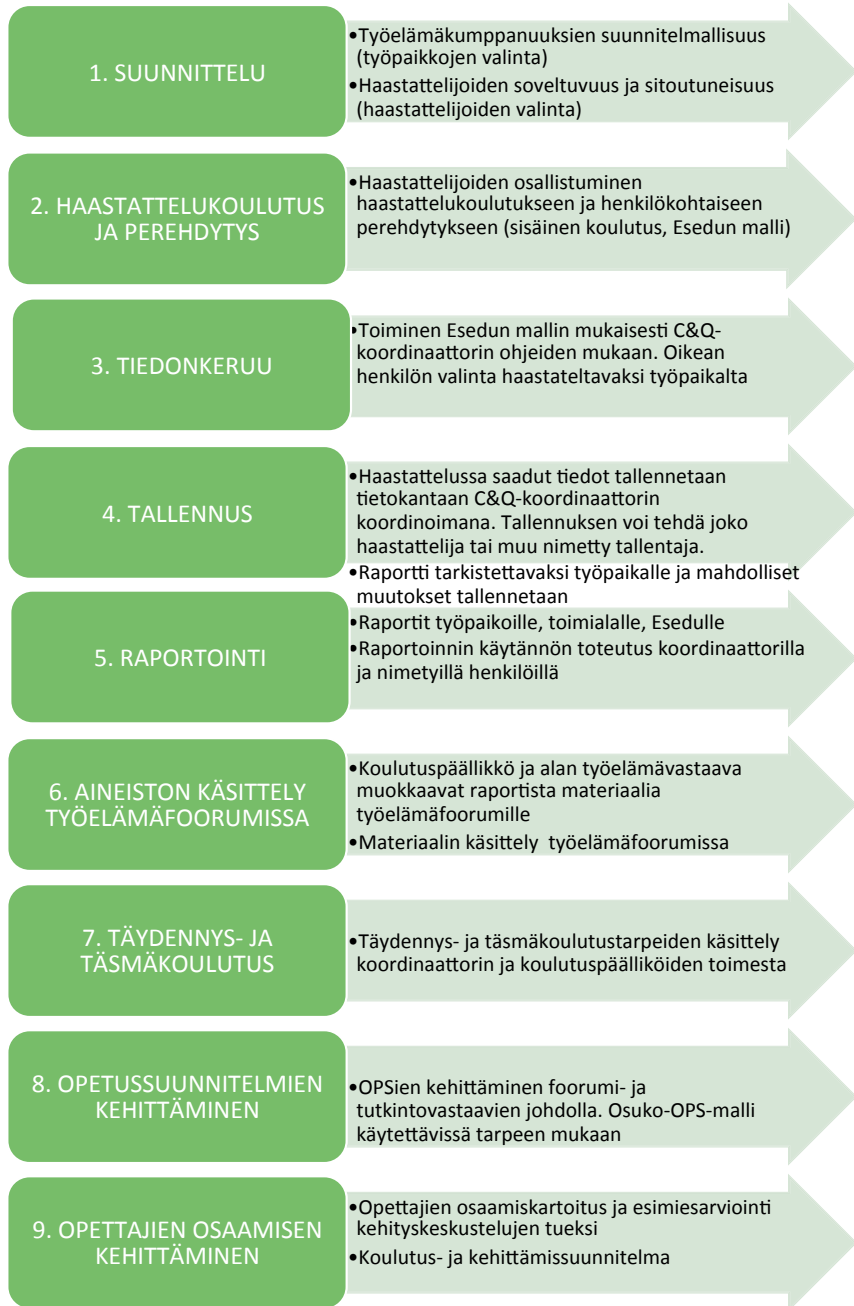 1. SUUNNITTELU
•Työelämäkumppanuuksien suunnitelmallisuus
(työpaikkojen valinta)
•Haastattelijoiden soveltuvuus ja sitoutuneisuus
(haastattelijoiden valinta)
2. HAASTATTELUKOULUTUS
JA PEREHDYTYS
•Haastattelijoiden osallistuminen
haastattelukoulutukseen ja henkilökohtaiseen
perehdytykseen (sisäinen koulutus, Esedun malli)
3. TIEDONKERUU
•Toiminen Esedun mallin mukaisesti C&Q-
koordinaattorin ohjeiden mukaan. Oikean
henkilön valinta haastateltavaksi työpaikalta
4. TALLENNUS
•Haastattelussa saadut tiedot tallennetaan
tietokantaan C&Q-koordinaattorin
koordinoimana. Tallennuksen voi tehdä joko
haastattelija tai muu nimetty tallentaja.
•Raportti tarkistettavaksi työpaikalle ja mahdolliset
muutokset tallennetaan
5. RAPORTOINTI
•Raportit työpaikoille, toimialalle, Esedulle
•Raportoinnin käytännön toteutus koordinaattorilla
ja nimetyillä henkilöillä
6. AINEISTON KÄSITTELY
TYÖELÄMÄFOORUMISSA
•Koulutuspäällikkö ja alan työelämävastaava
muokkaavat raportista materiaalia
työelämäfoorumille
•Materiaalin käsittely työelämäfoorumissa
7. TÄYDENNYS- JA
TÄSMÄKOULUTUS
•Täydennys- ja täsmäkoulutustarpeiden käsittely
koordinaattorin ja koulutuspäälliköiden toimesta
8. OPETUSSUUNNITELMIEN
KEHITTÄMINEN
•OPSien kehittäminen foorumi- ja
tutkintovastaavien johdolla. Osuko-OPS-malli
käytettävissä tarpeen mukaan
9. OPETTAJIEN OSAAMISEN
KEHITTÄMINEN
•Opettajien osaamiskartoitus ja esimiesarviointi
kehityskeskustelujen tueksi
•Koulutus- ja kehittämissuunnitelma